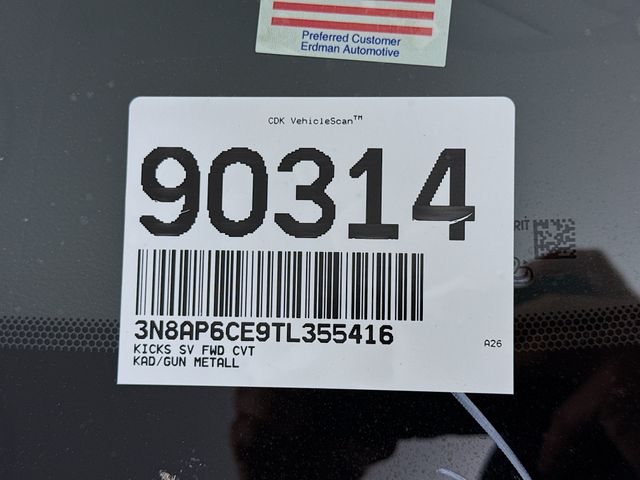 Preferred Customer
Erdman Automotive
CDK VehicleScan™
90314
3N8AP6CE9TL355416
KICKS SV FWD CVT
KAD/GUN METALL
A26